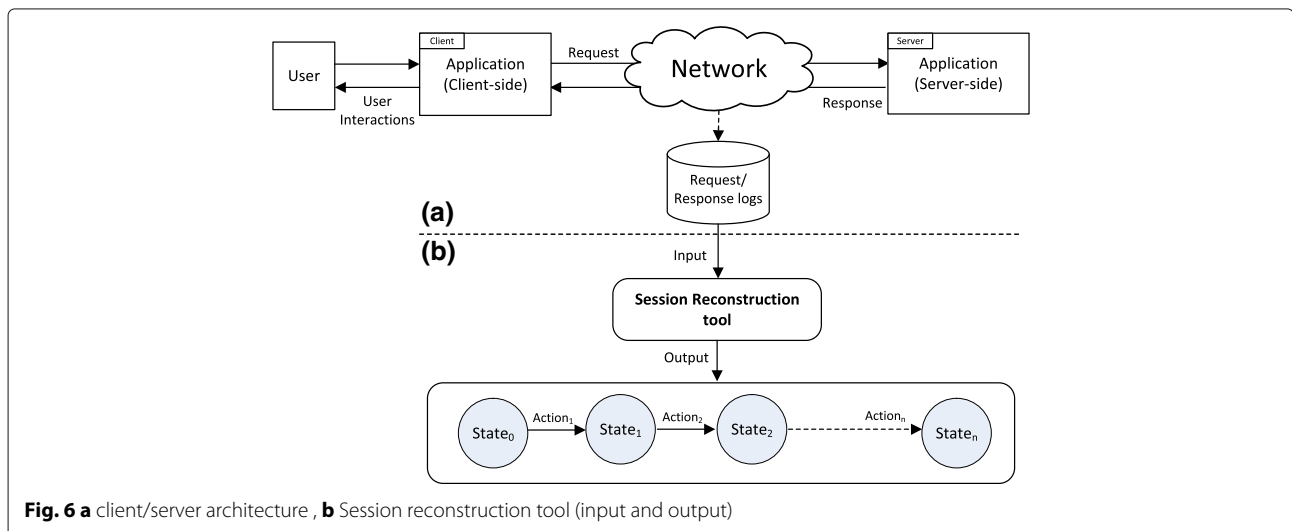 Client
Server
User
Application
(Client-side)
Request
Network
Application
(Server-side)
User
Interactions
Response
Request/
Response logs
(a)
(b)
Input
Session Reconstruction
tool
Output
State₀
Action₁
State₁
Action₂
State₂
Actionₙ
Stateₙ
Fig. 6 a client/server architecture , b Session reconstruction tool (input and output)